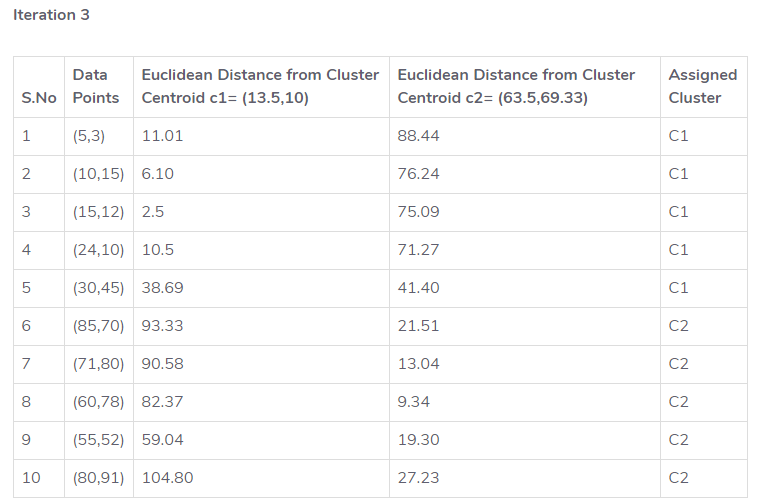 Iteration 3
S.No Data Points Euclidean Distance from Cluster Centroid c1= (13.5,10) Euclidean Distance from Cluster Centroid c2= (63.5,69.33) Assigned Cluster
1 (5,3) 11.01 88.44 C1
2 (10,15) 6.10 76.24 C1
3 (15,12) 2.5 75.09 C1
4 (24,10) 10.5 71.27 C1
5 (30,45) 38.69 41.40 C1
6 (85,70) 93.33 21.51 C2
7 (71,80) 90.58 13.04 C2
8 (60,78) 82.37 9.34 C2
9 (55,52) 59.04 19.30 C2
10 (80,91) 104.80 27.23 C2